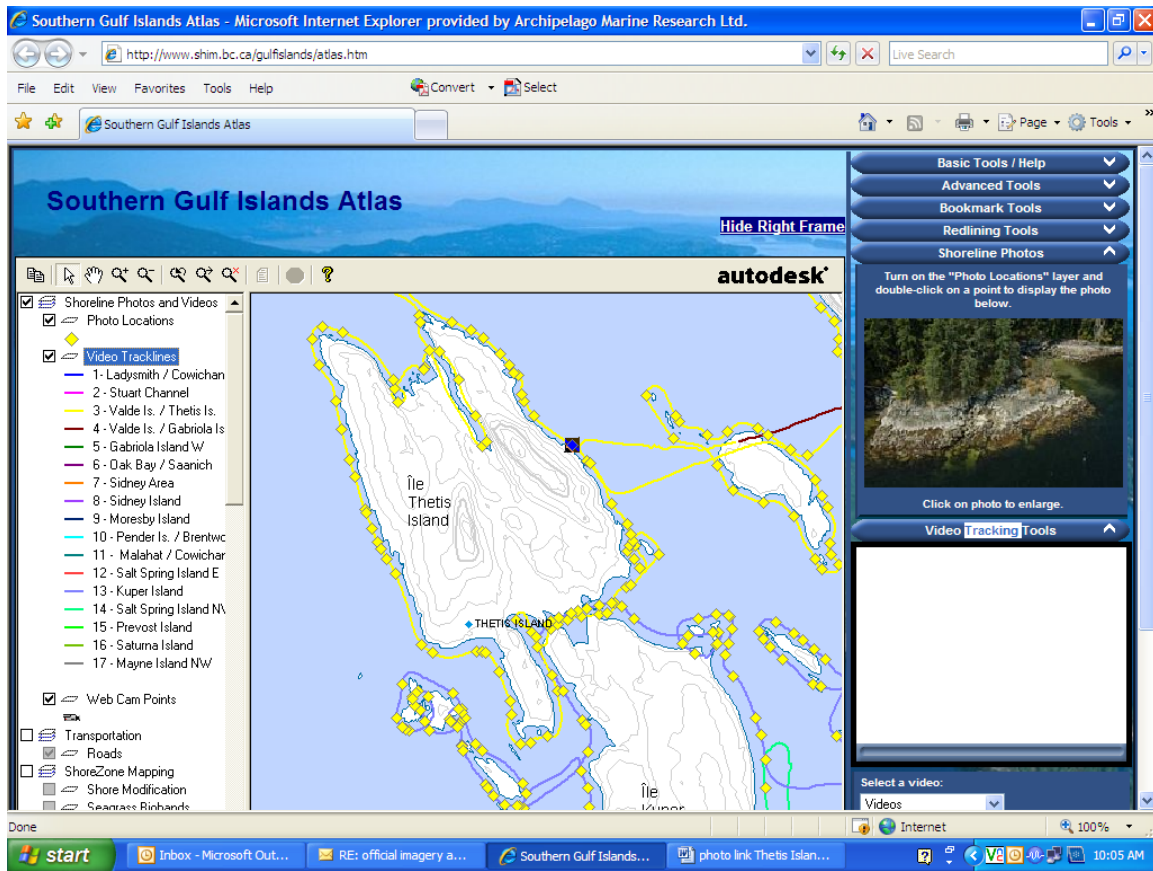 Southern Gulf Islands Atlas - Microsoft Internet Explorer provided by Archipelago Marine Research Ltd.
http://www.shim.bc.ca/gulfislands/atlas.htm
Live Search
File Edit View Favorites Tools Help
Convert Select
Southern Gulf Islands Atlas
Page Tools
Southern Gulf Islands Atlas
Hide Right Frame
autodesk
Shoreline Photos and Videos
Photo Locations
Video Tracklines
1- Ladysmith / Cowichan
2 - Stuart Channel
3 - Valde Is. / Thetis Is.
4 - Valde Is. / Gabriola Is
5 - Gabriola Island W
6 - Oak Bay / Saanich
7 - Sidney Area
8 - Sidney Island
9 - Moresby Island
10 - Pender Is. / Brentwo
11 - Malahat / Cowichar
12 - Salt Spring Island E
13 - Kuper Island
14 - Salt Spring Island N
15 - Prevost Island
16 - Saturna Island
17 - Mayne Island NW
Web Cam Points
Transportation
Roads
ShoreZone Mapping
Shore Modification
Seagrass Biobands
Île
Thetis
Island
THETIS ISLAND
Île
Kuper
Basic Tools / Help
Advanced Tools
Bookmark Tools
Redlining Tools
Shoreline Photos
Turn on the "Photo Locations" layer and
double-click on a point to display the photo
below.
Click on photo to enlarge.
Video Tracking Tools
Select a video:
Videos
Done
Internet
100%
start
Inbox - Microsoft Out...
RE: official imagery a...
Southern Gulf Islands...
photo link Thetis Islan...
10:05 AM